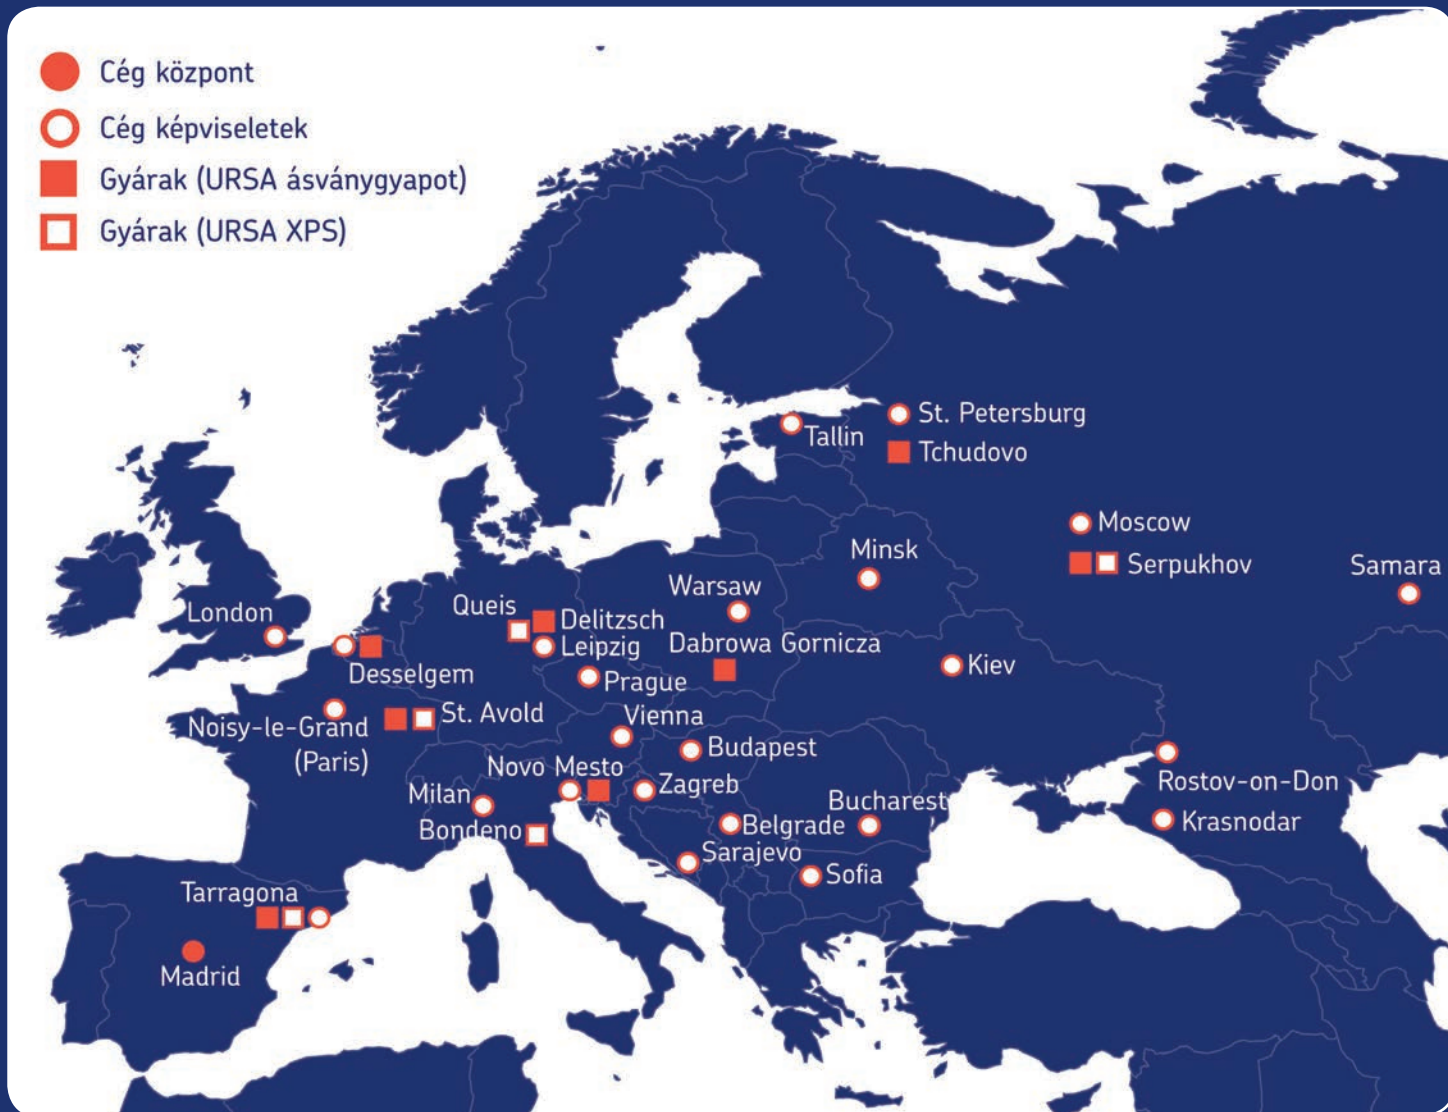 Cég központ
Cég képviseletek
Gyárak (URSA ásványgyapot)
Gyárak (URSA XPS)
St. Petersburg
Tallin
Tchudovo
Moscow
Minsk
Serpukhov
Samara
Warsaw
London
Queis
Delitzsch
Leipzig
Dabrowa Gornicza
Desselgem
Prague
Kiev
Noisy-le-Grand
(Paris)
St. Avold
Vienna
Budapest
Novo Mesto
Zagreb
Rostov-on-Don
Milan
Bucharest
Bondeno
Belgrade
Krasnodar
Sarajevo
Sofia
Tarragona
Madrid